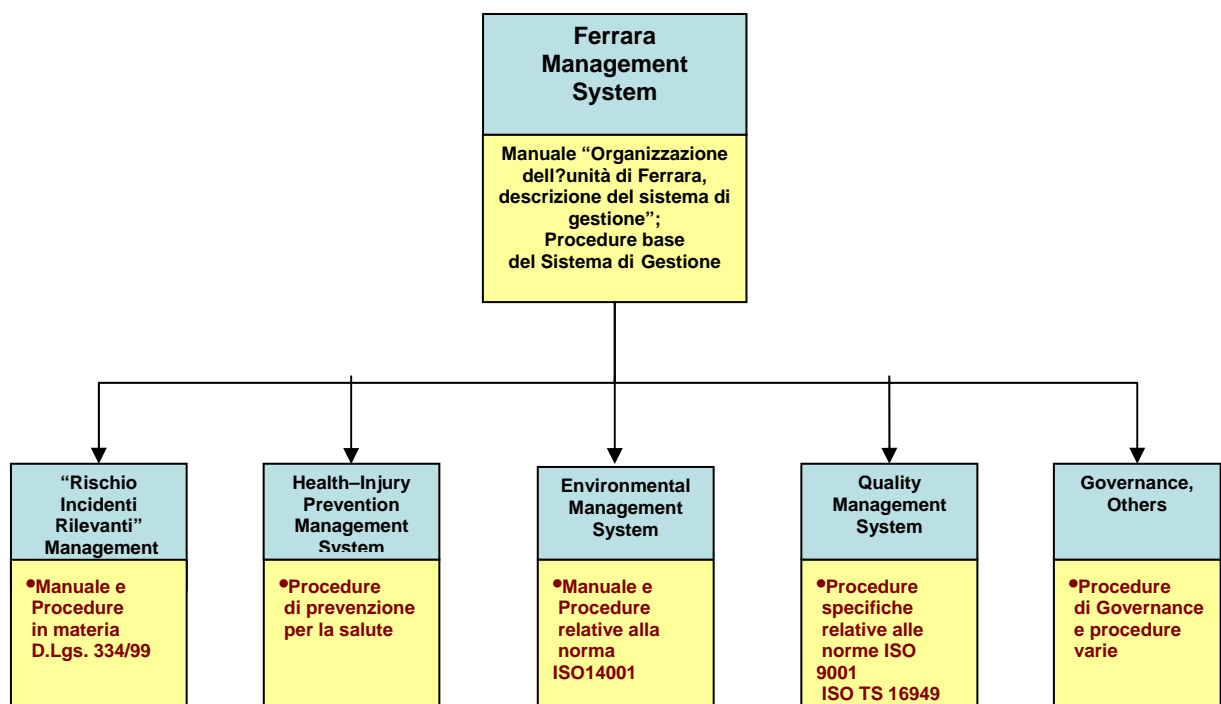 Ferrara
Management
System
Manuale “Organizzazione
dell?unità di Ferrara,
descrizione del sistema di
gestione”;
Procedure base
del Sistema di Gestione
“Rischio
Incidenti
Rilevanti”
Management
•Manuale e
Procedure
in materia
D.Lgs. 334/99
Health–Injury
Prevention
Management
System
•Procedure
di prevenzione
per la salute
Environmental
Management
System
•Manuale e
Procedure
relative alla
norma
ISO14001
Quality
Management
System
•Procedure
specifiche
relative alle
norme ISO
9001
ISO TS 16949
Governance,
Others
•Procedure
di Governance
e procedure
varie